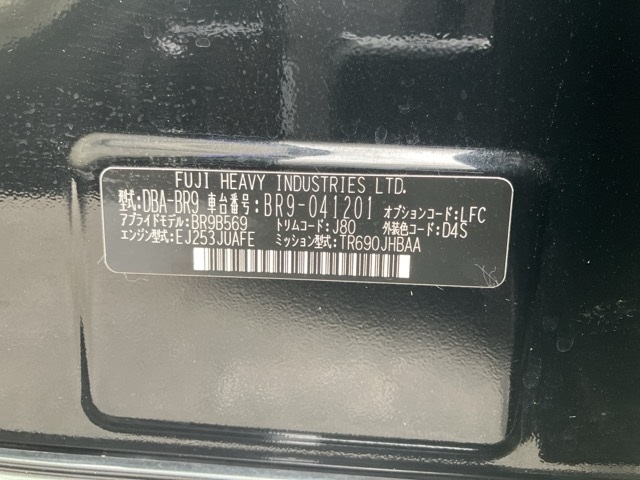 FUJI HEAVY INDUSTRIES LTD.
型式:DBA-BR9 車台番号:BR9-041201 オプションコード:LFC
アプライドモデル:BR9B569 トリムコード:J80 外装色コード:D4S
エンジン型式:EJ253JUAFE ミッション型式:TR690JHBAA